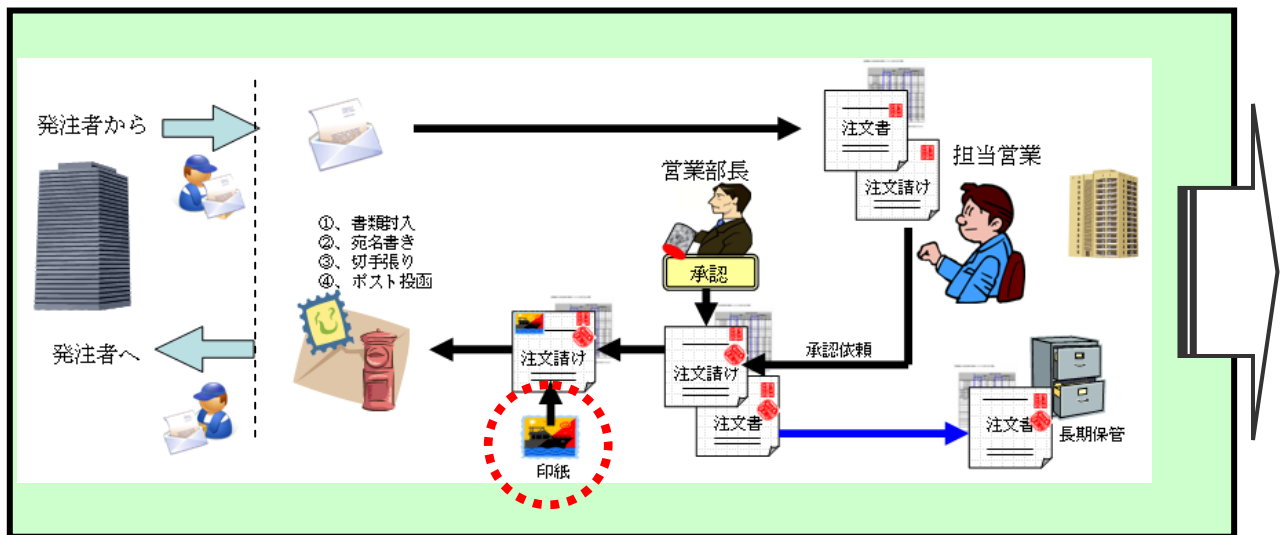 発注者から
注文書
注文請け
担当営業
営業部長
承認
①、書類封入
②、宛名書き
③、切手張り
④、ポスト投函
発注者へ
注文請け
注文請け
承認依頼
注文書
注文書
長期保管
印紙